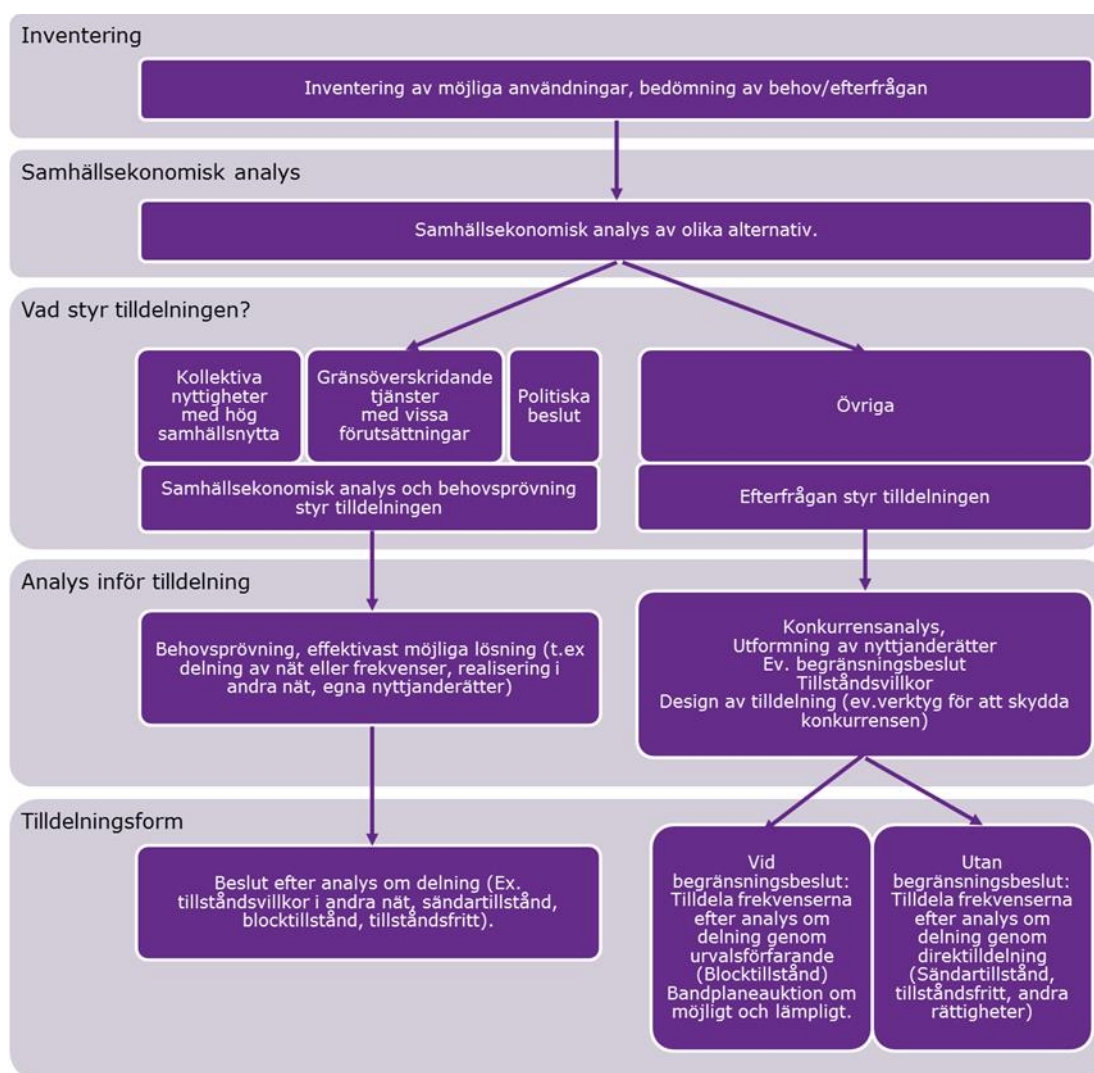 Inventering
Inventering av möjliga användningar, bedömning av behov/efterfrågan
Samhällsekonomisk analys
Samhällsekonomisk analys av olika alternativ.
Vad styr tilldelningen?
Kollektiva
nyttigheter
med hög
samhällsnytta
Gränsöverskridande
tjänster
med vissa
förutsättningar
Politiska
beslut
Övriga
Samhällsekonomisk analys och behovsprövning
styr tilldelningen
Efterfrågan styr tilldelningen
Analys inför tilldelning
Behovsprövning, effektivast möjliga lösning (t.ex
delning av nät eller frekvenser, realisering i
andra nät, egna nyttjanderätter)
Konkurrensanalys,
Utformning av nyttjanderätter
Ev. begränsningsbeslut
Tillståndsvillkor
Design av tilldelning (ev.verktyg för att skydda
konkurrensen)
Tilldelningsform
Beslut efter analys om delning (Ex.
tillståndsvillkor i andra nät, sändartillstånd,
blocktillstånd, tillståndsfritt).
Vid
begränsningsbeslut:
Tilldela frekvenserna
efter analys om
delning genom
urvalsförfarande
(Blocktillstånd)
Bandplaneauktion om
möjligt och lämpligt.
Utan
begränsningsbeslut:
Tilldela frekvenserna
efter analys om
delning genom
direktilldelning
(Sändartillstånd,
tillståndsfritt, andra
rättigheter)